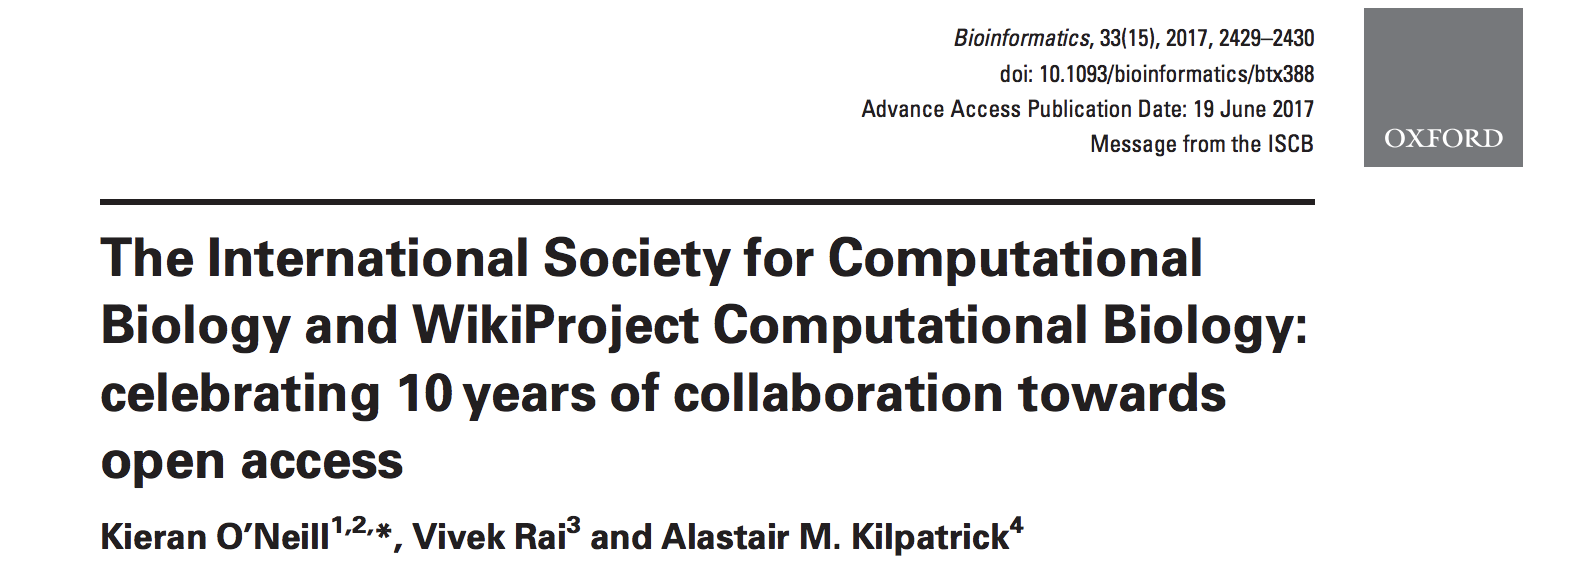 Bioinformatics, 33(15), 2017, 2429–2430
doi: 10.1093/bioinformatics/btx388
Advance Access Publication Date: 19 June 2017
Message from the ISCB
OXFORD
The International Society for Computational
Biology and WikiProject Computational Biology:
celebrating 10 years of collaboration towards
open access
Kieran O’Neill1,2,*, Vivek Rai3 and Alastair M. Kilpatrick4